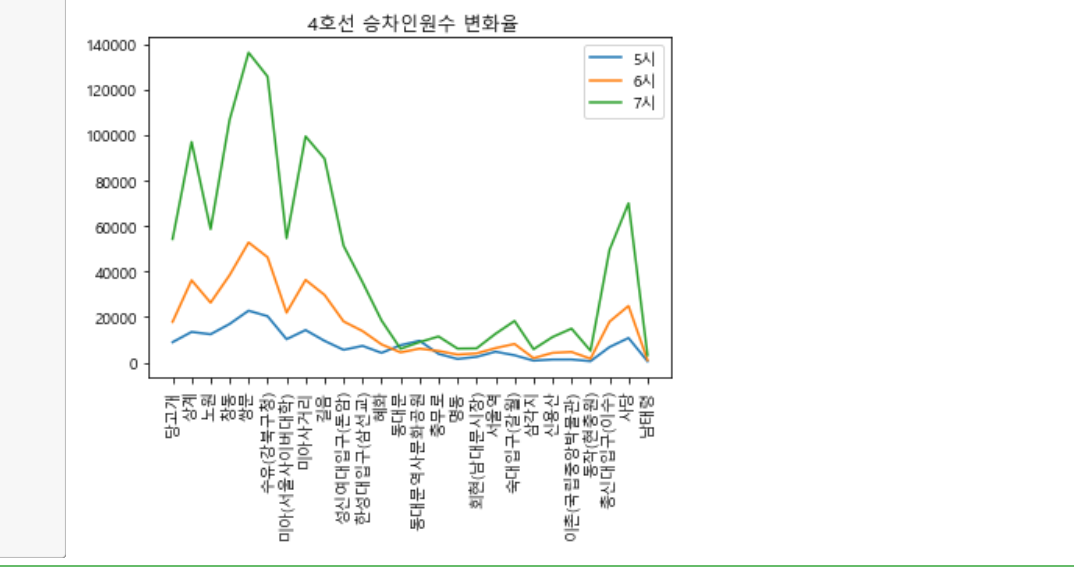 4호선 승차인원수 변화율
140000
120000
100000
80000
60000
40000
20000
0
5시
6시
7시
당고개
상계
노원
창동
쌍문
수유(강북구청)
미아(서울사이버대학)
미아사거리
길음
성신여대입구(돈암)
한성대입구(삼선교)
혜화
동대문
동대문역사문화공원
충무로
명동
회현(남대문시장)
서울역
숙대입구(갈월)
삼각지
신용산
이촌(국립중앙박물관)
동작(현충원)
총신대입구(이수)
사당
남태령